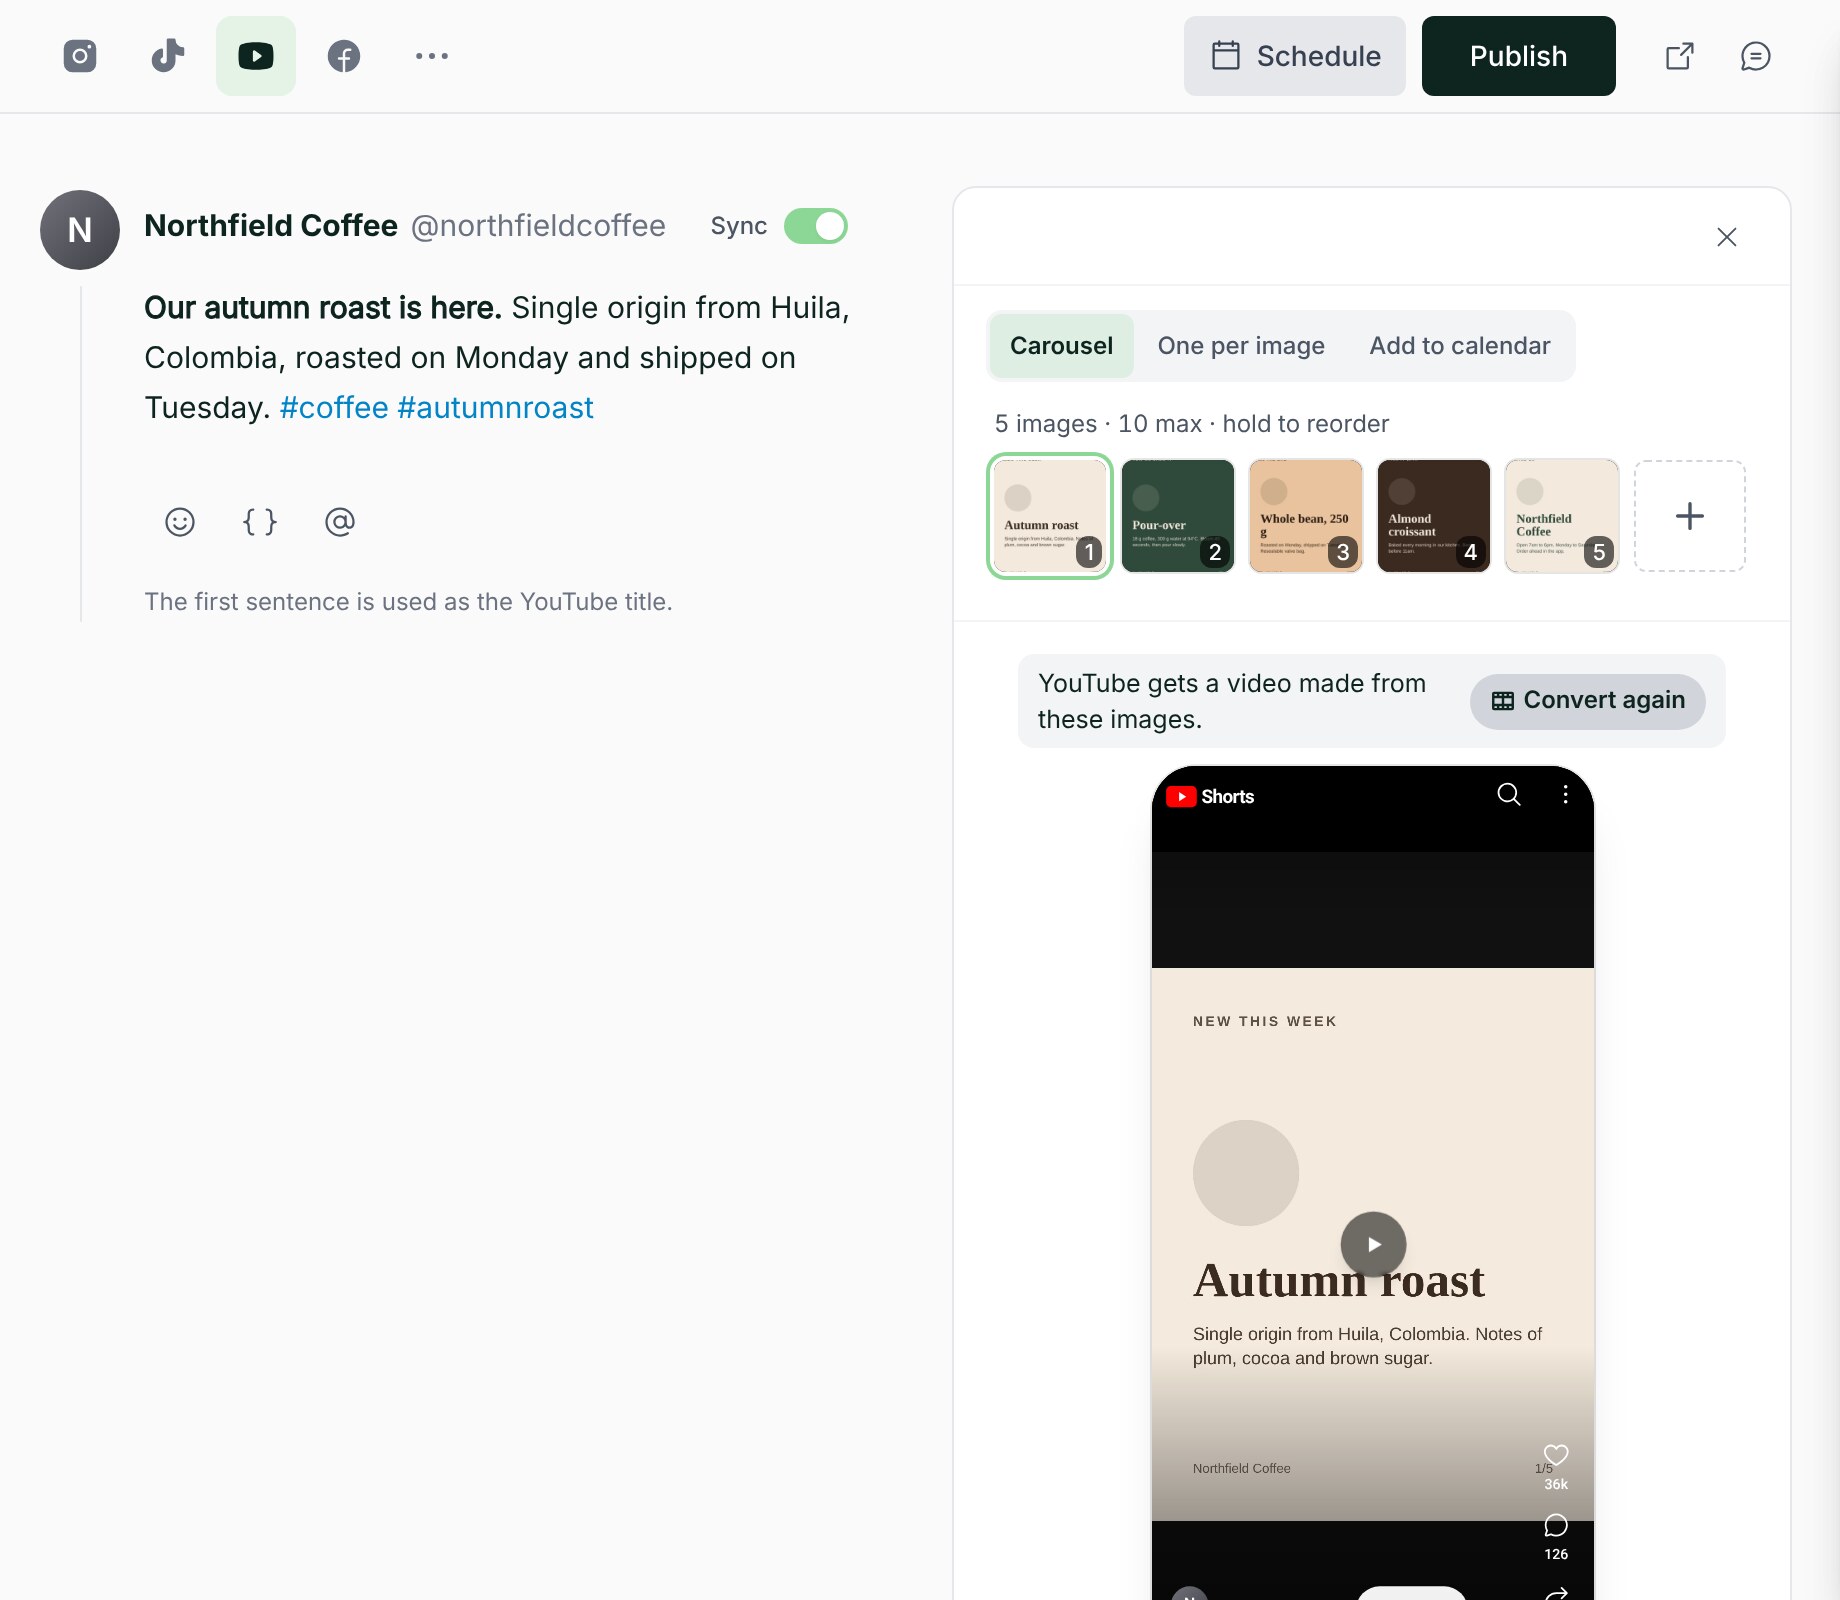 Schedule
Publish
N
Northfield Coffee @northfieldcoffee Sync
Our autumn roast is here. Single origin from Huila,
Colombia, roasted on Monday and shipped on
Tuesday. #coffee #autumnroast
The first sentence is used as the YouTube title.
Carousel One per image Add to calendar
5 images · 10 max · hold to reorder
Autumn roast
1
Pour-over
2
Whole bean, 250
g
3
Almond
croissant
4
Northfield
Coffee
5
YouTube gets a video made from
these images.
Convert again
Shorts
NEW THIS WEEK
Autumn roast
Single origin from Huila, Colombia. Notes of
plum, cocoa and brown sugar.
Northfield Coffee 1/5
36k
126